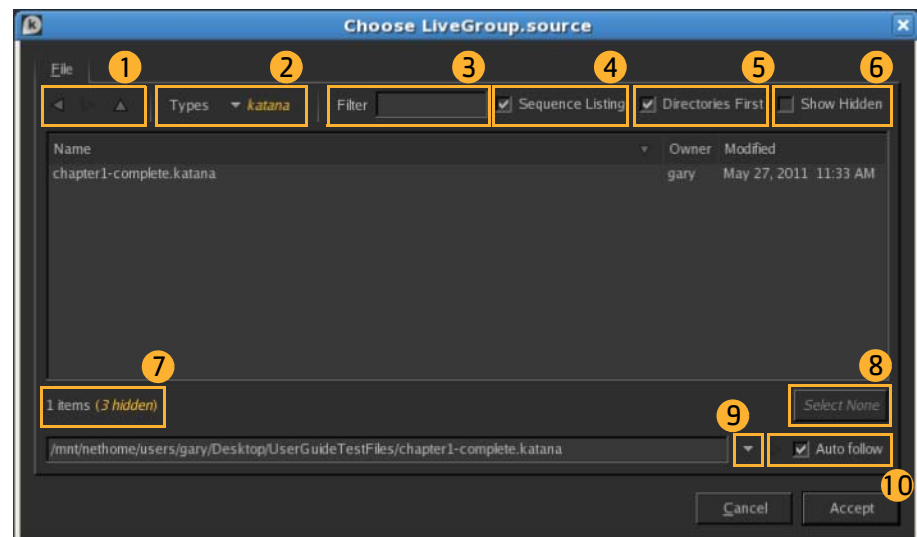 k
Choose LiveGroup.source
File
1
2
3
4
5
6
Types katana Filter Sequence Listing Directories First Show Hidden
Name Owner Modified
chapter1-complete.katana gary May 27, 2011 11:33 AM
7
8
1 items (3 hidden) Select None
9
/mnt/nethome/users/gary/Desktop/UserGuideTestFiles/chapter1-complete.katana Auto follow
10
Cancel Accept